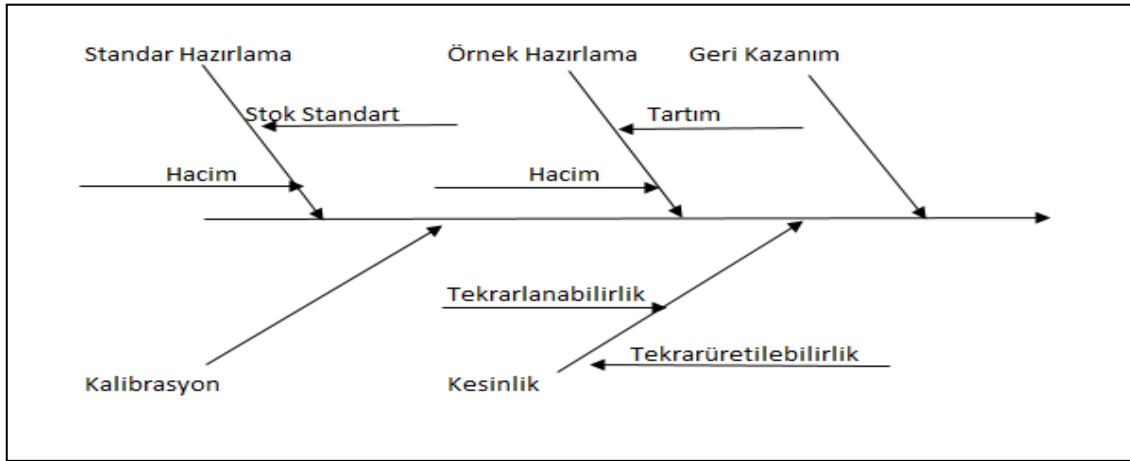 Standar Hazırlama
Örnek Hazırlama
Geri Kazanım
Stok Standart
Tartım
Hacim
Hacim
Tekrarlanabilirlik
Tekrarüretilebilirlik
Kalibrasyon
Kesinlik